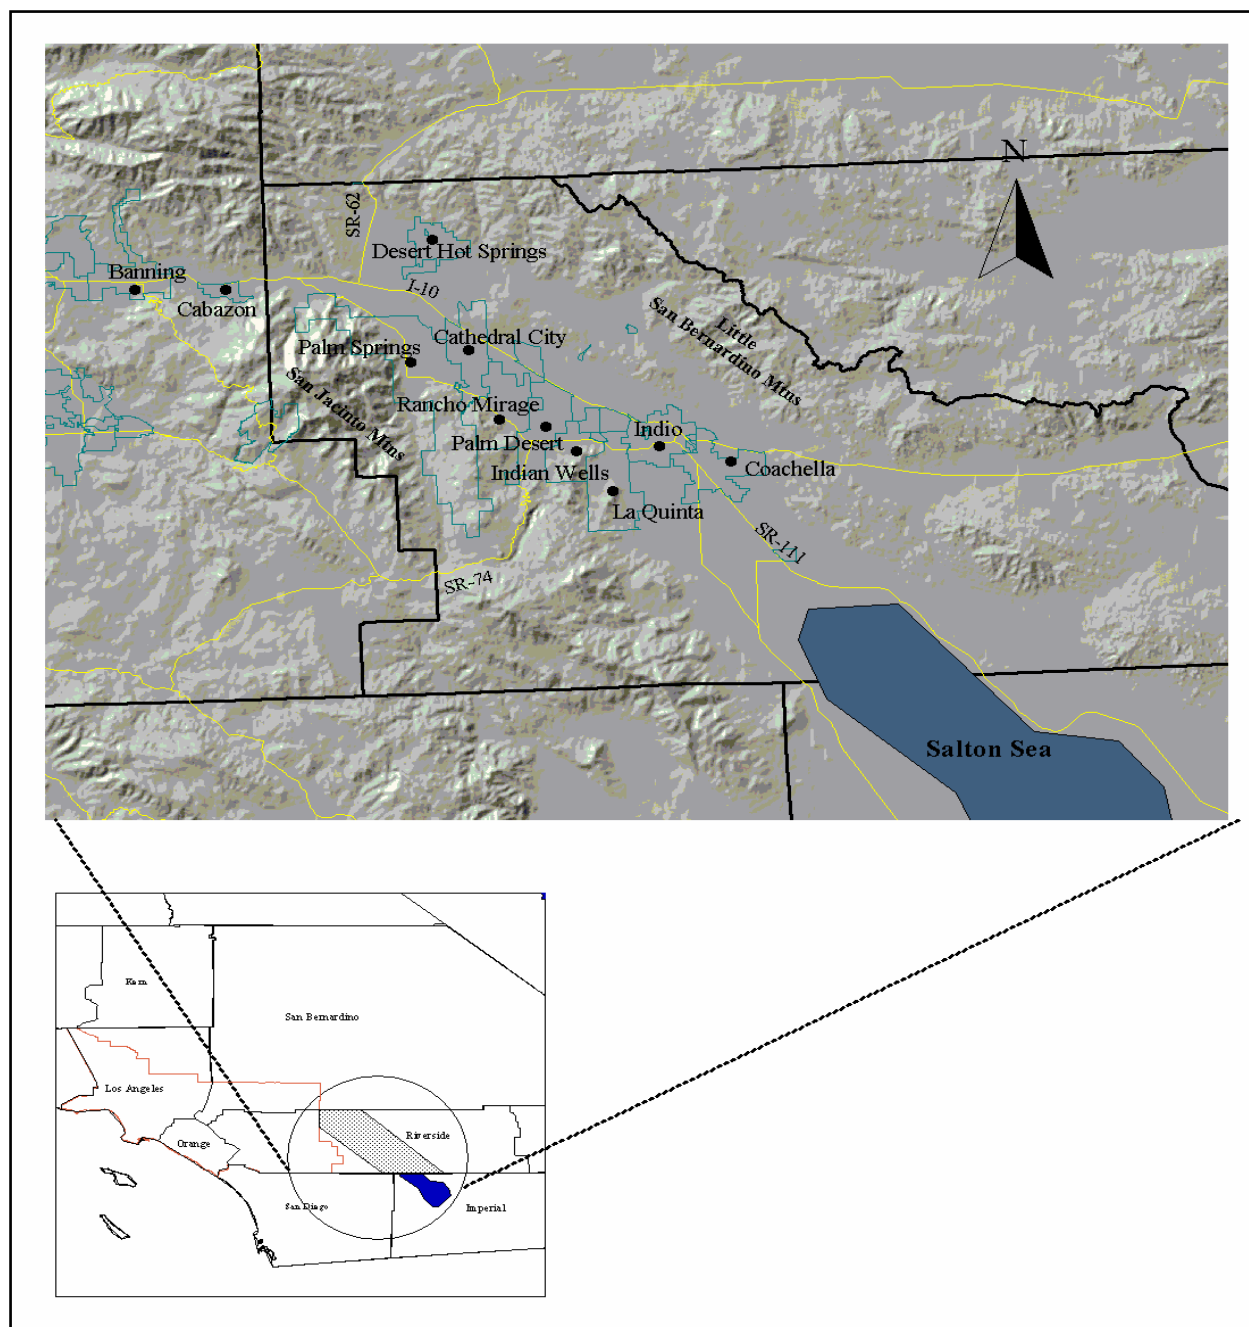 N
SR-62
Desert Hot Springs
Banning
Cabazon
I-10
Little
San Bernardino Mtns
Cathedral City
Palm Springs
San Jacinto Mtns
Rancho Mirage
Indio
Palm Desert
Coachella
Indian Wells
La Quinta
SR-111
SR-74
Salton Sea
Kern
San Bernardino
Los Angeles
Orange
Riverside
San Diego
Imperial